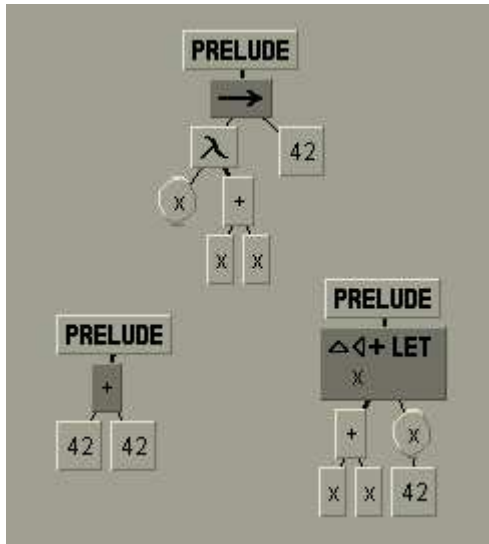 PRELUDE
→
λ 42
x +
x x
PRELUDE
+
42 42
PRELUDE
△◁+ LET
x
+ x
x x 42